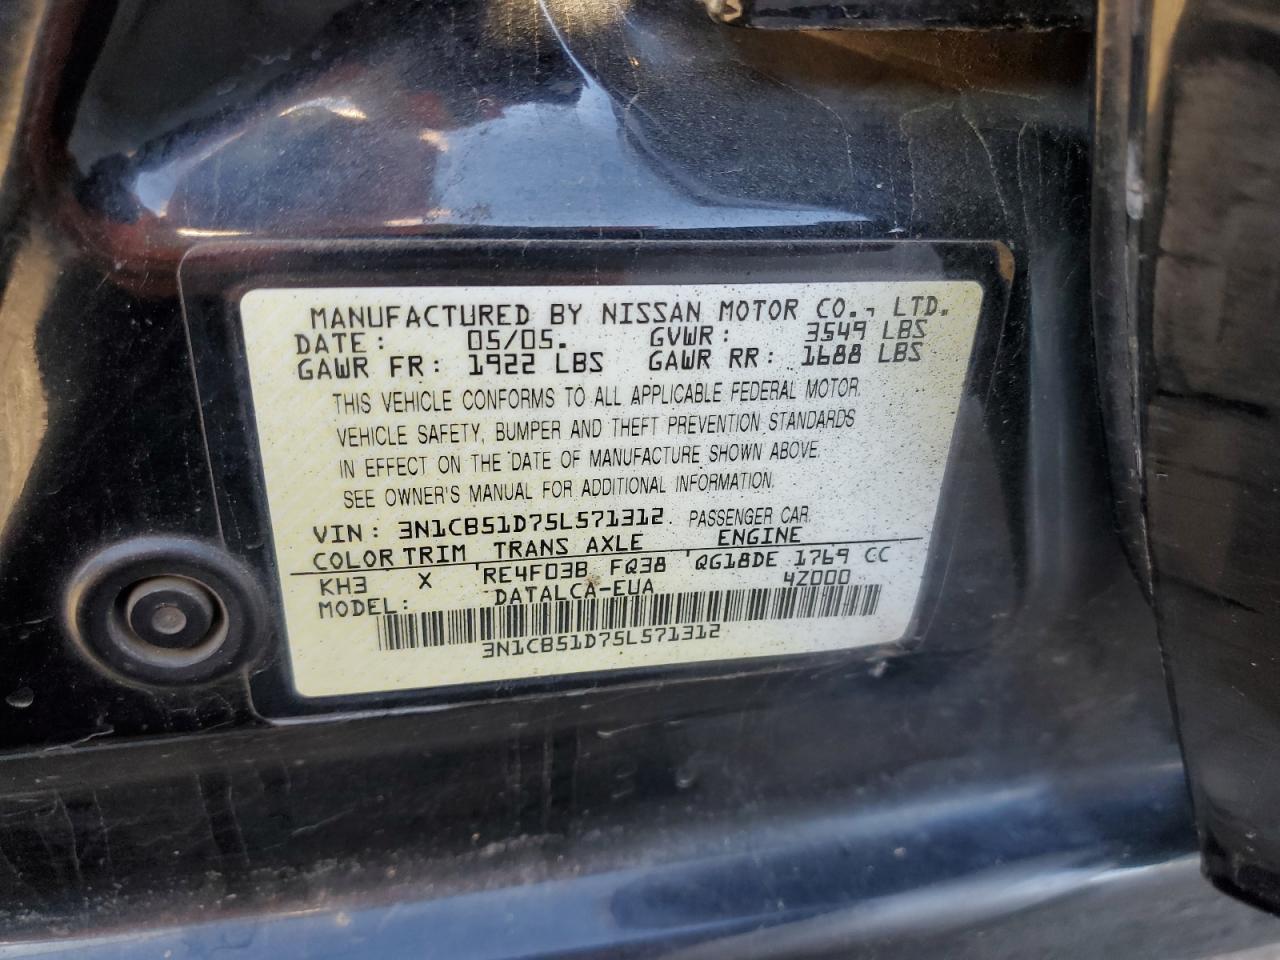 MANUFACTURED BY NISSAN MOTOR CO., LTD.
DATE: 05/05. GVWR: 3549 LBS
GAWR FR: 1922 LBS GAWR RR: 1688 LBS
THIS VEHICLE CONFORMS TO ALL APPLICABLE FEDERAL MOTOR
VEHICLE SAFETY, BUMPER AND THEFT PREVENTION STANDARDS
IN EFFECT ON THE DATE OF MANUFACTURE SHOWN ABOVE.
SEE OWNER'S MANUAL FOR ADDITIONAL INFORMATION.
VIN: 3N1CB51D75L571312. PASSENGER CAR
COLOR TRIM TRANS AXLE ENGINE
KH3 X RE4F03B FQ38 QG18DE 1769 CC
MODEL: DATALCA-EUA 4Z000
3N1CB51D75L571312